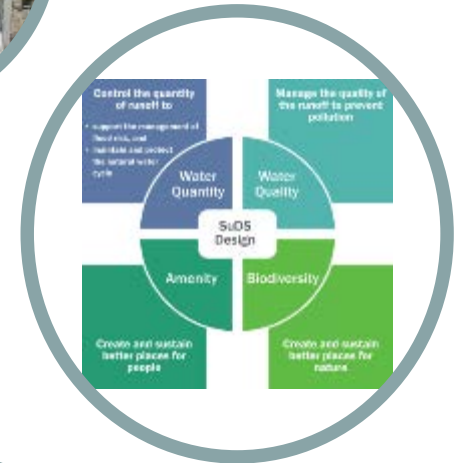 Control the quantity
of runoff to
• support the management of
flood risk, and
• maintain and protect
the natural water
cycle
Manage the quality of
the runoff to prevent
pollution
Water
Quantity
Water
Quality
SuDS
Design
Amenity
Biodiversity
Create and sustain
better places for
people
Create and sustain
better places for
nature